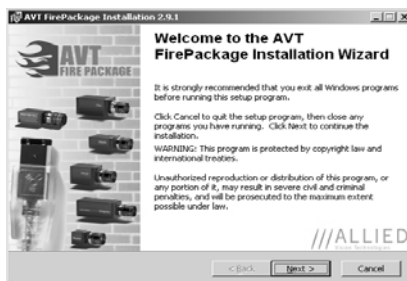 AVT FirePackage Installation 2.9.1
AVT
FIRE PACKAGE
Welcome to the AVT
FirePackage Installation Wizard
It is strongly recommended that you exit all Windows programs
before running this setup program.
Click Cancel to quit the setup program, then close any
programs you have running. Click Next to continue the
installation.
WARNING: This program is protected by copyright law and
international treaties.
Unauthorized reproduction or distribution of this program, or
any portion of it, may result in severe civil and criminal
penalties, and will be prosecuted to the maximum extent
possible under law.
///ALLIED
Vision Technologies
< Back
Next >
Cancel